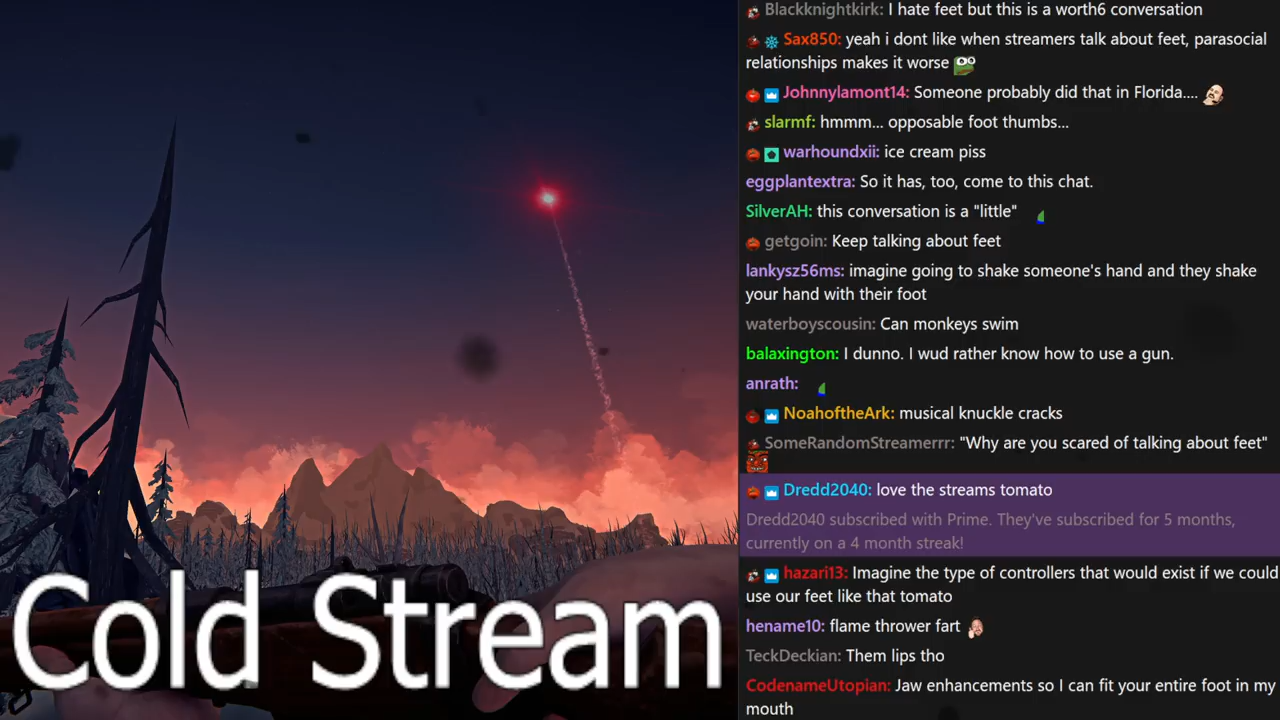 Blackknightkirk: I hate feet but this is a worth6 conversation
Sax850: yeah i dont like when streamers talk about feet, parasocial
relationships makes it worse
Johnnylamont14: Someone probably did that in Florida....
slarmf: hmmm... opposable foot thumbs...
warhoundxii: ice cream piss
eggplantextra: So it has, too, come to this chat.
SilverAH: this conversation is a "little"
getgoin: Keep talking about feet
lankysz56ms: imagine going to shake someone's hand and they shake
your hand with their foot
waterboyscousin: Can monkeys swim
balaxington: I dunno. I wud rather know how to use a gun.
anrath:
NoahoftheArk: musical knuckle cracks
SomeRandomStreamerrr: "Why are you scared of talking about feet"
Dredd2040: love the streams tomato
Dredd2040 subscribed with Prime. They've subscribed for 5 months,
currently on a 4 month streak!
hazari13: Imagine the type of controllers that would exist if we could
use our feet like that tomato
hename10: flame thrower fart
TeckDeckian: Them lips tho
CodenameUtopian: Jaw enhancements so I can fit your entire foot in my
mouth
Cold Stream